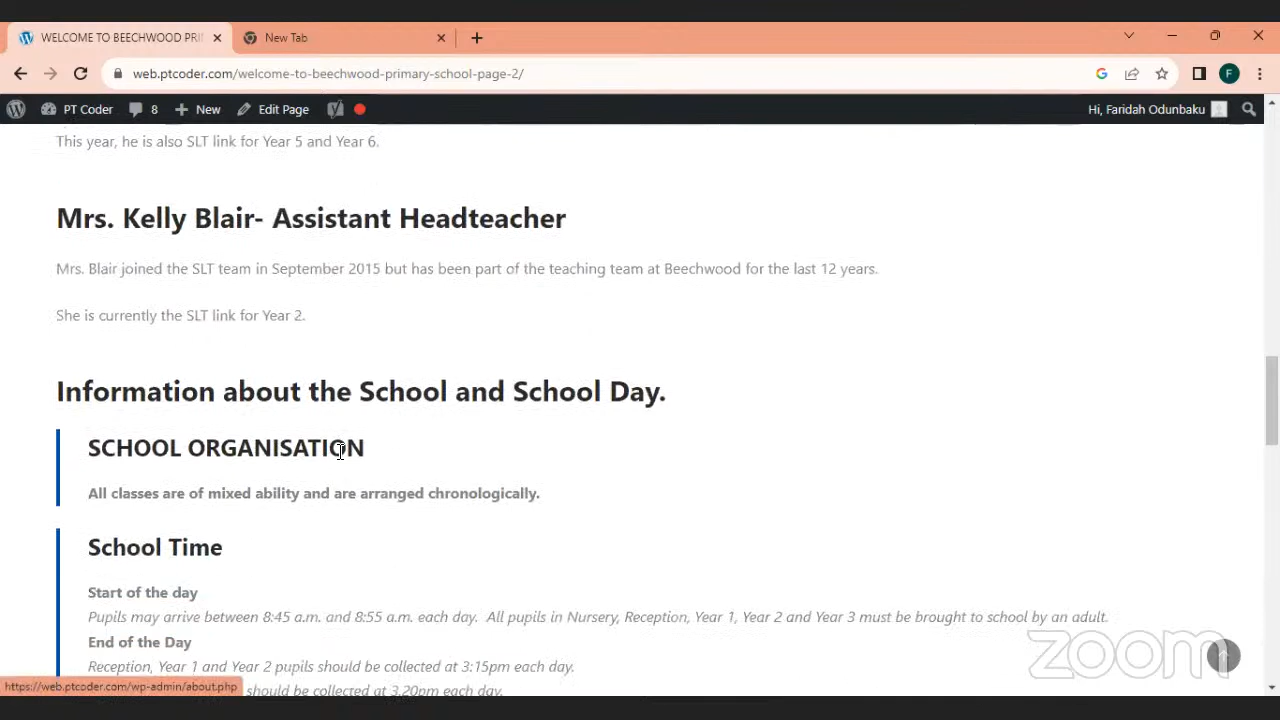 WELCOME TO BEECHWOOD PRI
New Tab
web.ptcoder.com/welcome-to-beechwood-primary-school-page-2/
F
PT Coder
8
New
Edit Page
Hi, Faridah Odunbaku
This year, he is also SLT link for Year 5 and Year 6.
Mrs. Kelly Blair- Assistant Headteacher
Mrs. Blair joined the SLT team in September 2015 but has been part of the teaching team at Beechwood for the last 12 years.
She is currently the SLT link for Year 2.
Information about the School and School Day.
SCHOOL ORGANISATION
All classes are of mixed ability and are arranged chronologically.
School Time
Start of the day
Pupils may arrive between 8:45 a.m. and 8:55 a.m. each day.  All pupils in Nursery, Reception, Year 1, Year 2 and Year 3 must be brought to school by an adult.
End of the Day
Reception, Year 1 and Year 2 pupils should be collected at 3:15pm each day.
should be collected at 3.20pm each day.
https://web.ptcoder.com/wp-admin/about.php
zoom